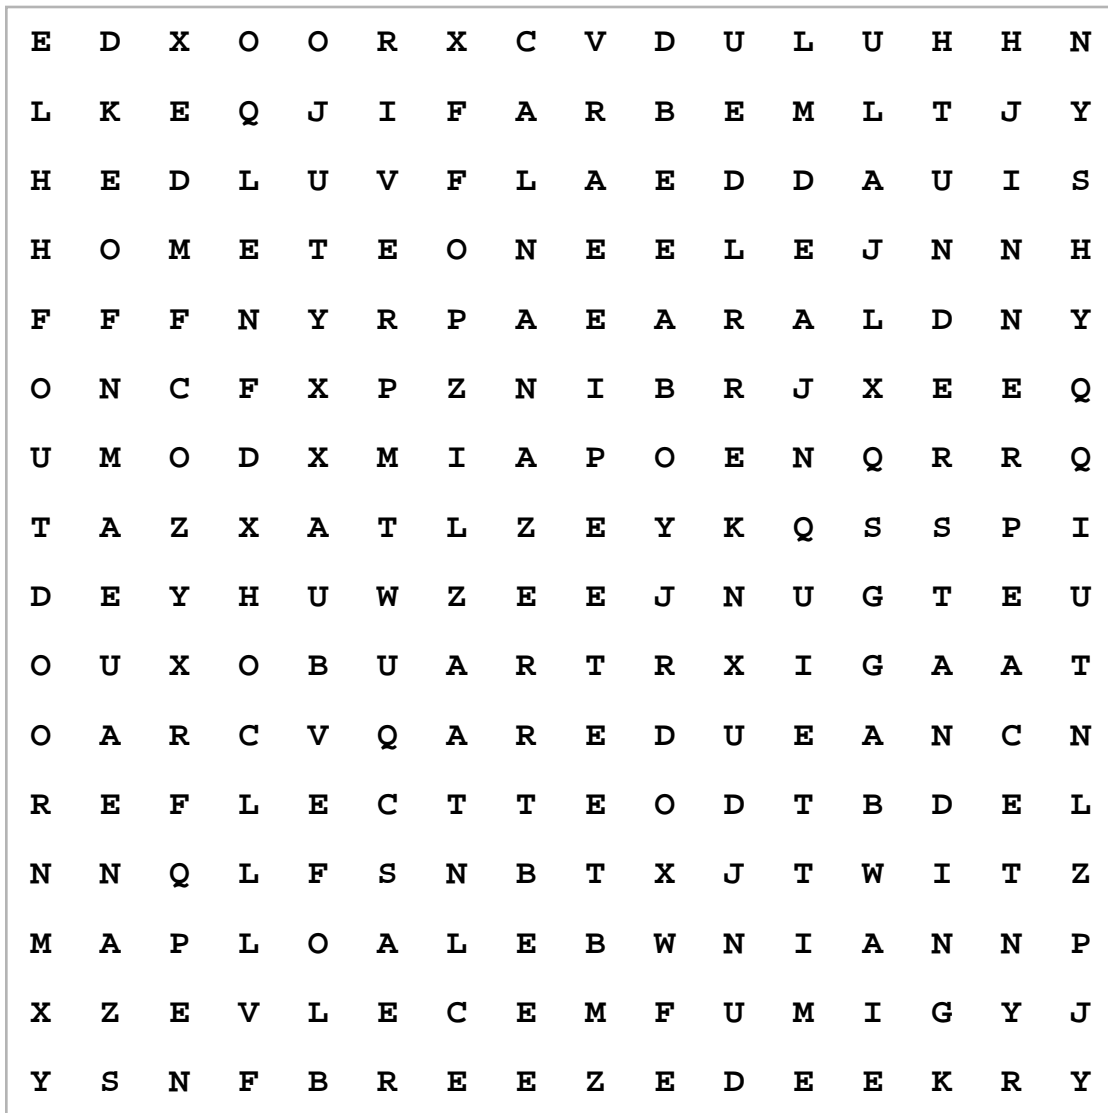 E D X O O R X C V D U L U H H N
L K E Q J I F A R B E M L T J Y
H E D L U V F L A E D D A U I S
H O M E T E O N E E L E J N N H
F F F N Y R P A E A R A L D N Y
O N C F X P Z N I B R J X E E Q
U M O D X M I A P O E N Q R R Q
T A Z X A T L Z E Y K Q S S P I
D E Y H U W Z E E J N U G T E U
O U X O B U A R T R X I G A A T
O A R C V Q A R E D U E A N C N
R E F L E C T T E O D T B D E L
N N Q L F S N B T X J T W I T Z
M A P L O A L E B W N I A N N P
X Z E V L E C E M F U M I G Y J
Y S N F B R E E Z E D E E K R Y